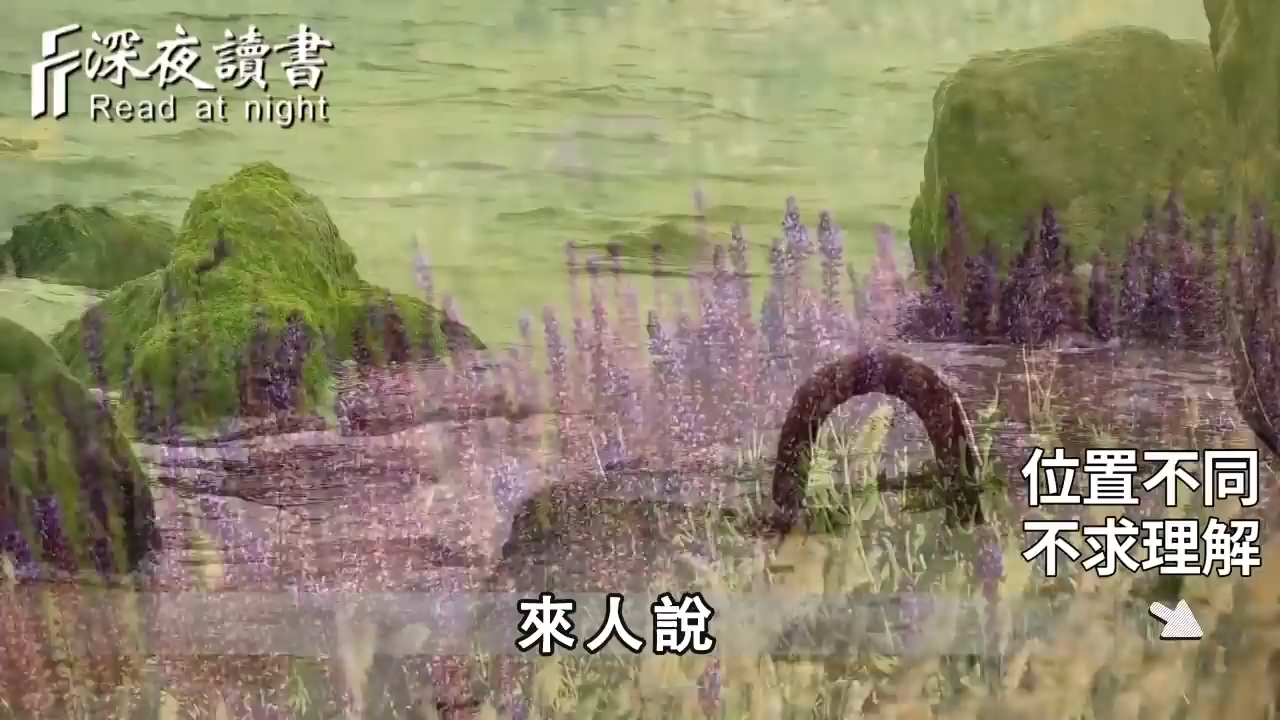 深夜讀書
Read at night
位置不同
不求理解
來人說